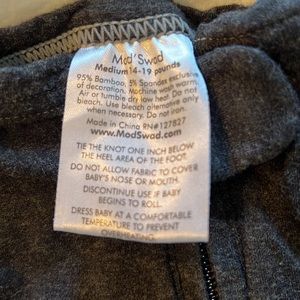 Mod' Swad
Medium 14-19 pounds
95% Bamboo, 5% Spandex exclusive
of decoration. Machine wash warm.
Air or tumble dry low heat. Do not
bleach. Use bleach alternative only
when necessary. Do not iron.
Made in China RN#127827
www.ModSwad.com
TIE THE KNOT ONE INCH BELOW
THE HEEL AREA OF THE FOOT.
DO NOT ALLOW FABRIC TO COVER
BABY'S NOSE OR MOUTH.
DISCONTINUE USE IF BABY
BEGINS TO ROLL.
DRESS BABY AT A COMFORTABLE
TEMPERATURE TO PREVENT
OVERHEATING.